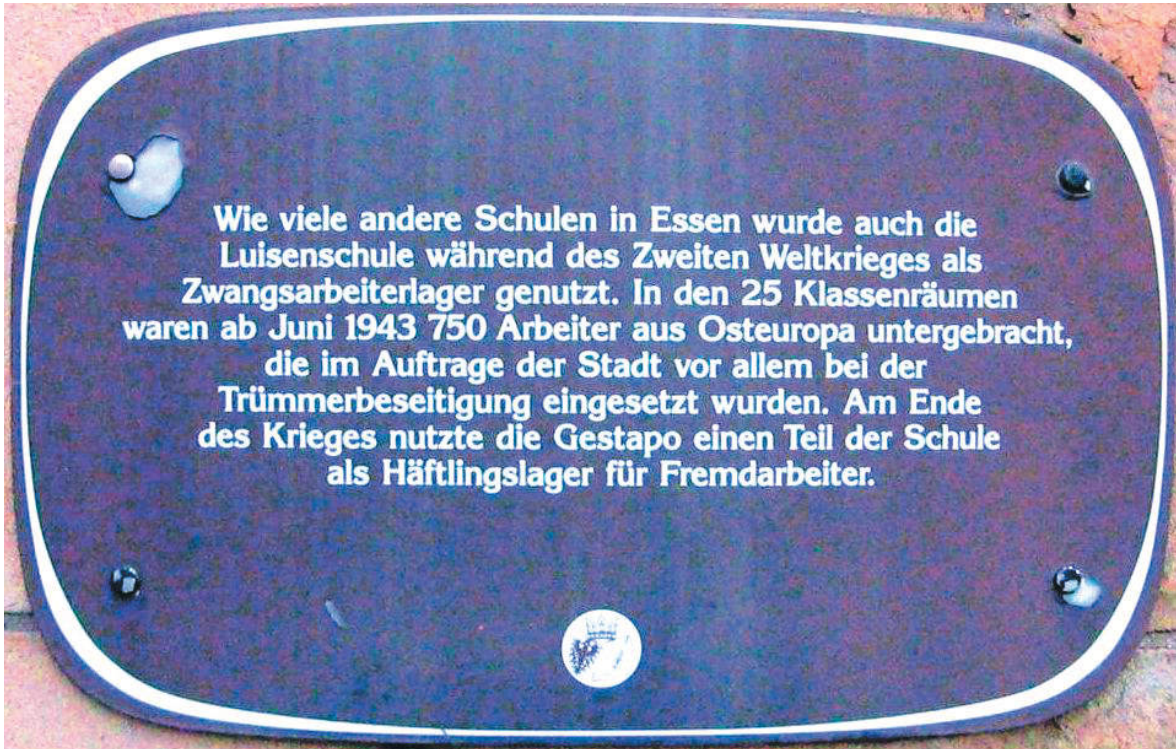 Wie viele andere Schulen in Essen wurde auch die
Luisenschule während des Zweiten Weltkrieges als
Zwangsarbeiterlager genutzt. In den 25 Klassenräumen
waren ab Juni 1943 750 Arbeiter aus Osteuropa untergebracht,
die im Auftrage der Stadt vor allem bei der
Trümmerbeseitigung eingesetzt wurden. Am Ende
des Krieges nutzte die Gestapo einen Teil der Schule
als Häftlingslager für Fremdarbeiter.